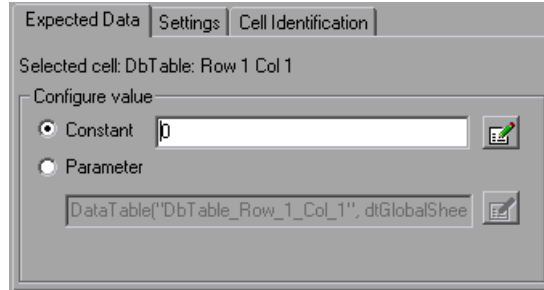 Expected Data Settings Cell Identification
Selected cell: DbTable: Row 1 Col 1
Configure value
Constant 0
Parameter
DataTable("DbTable_Row_1_Col_1", dtGlobalShee